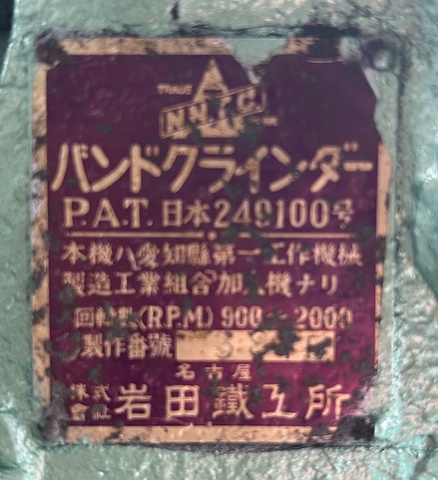 TRADE
バンドグラインダー
P.A.T. 日本249100号
本機ハ愛知縣第一工作機械
製造工業組合加入機ナリ
回転数(R.P.M.) 900 2000
製作番號
名古屋
株式會社 岩田鐵工所